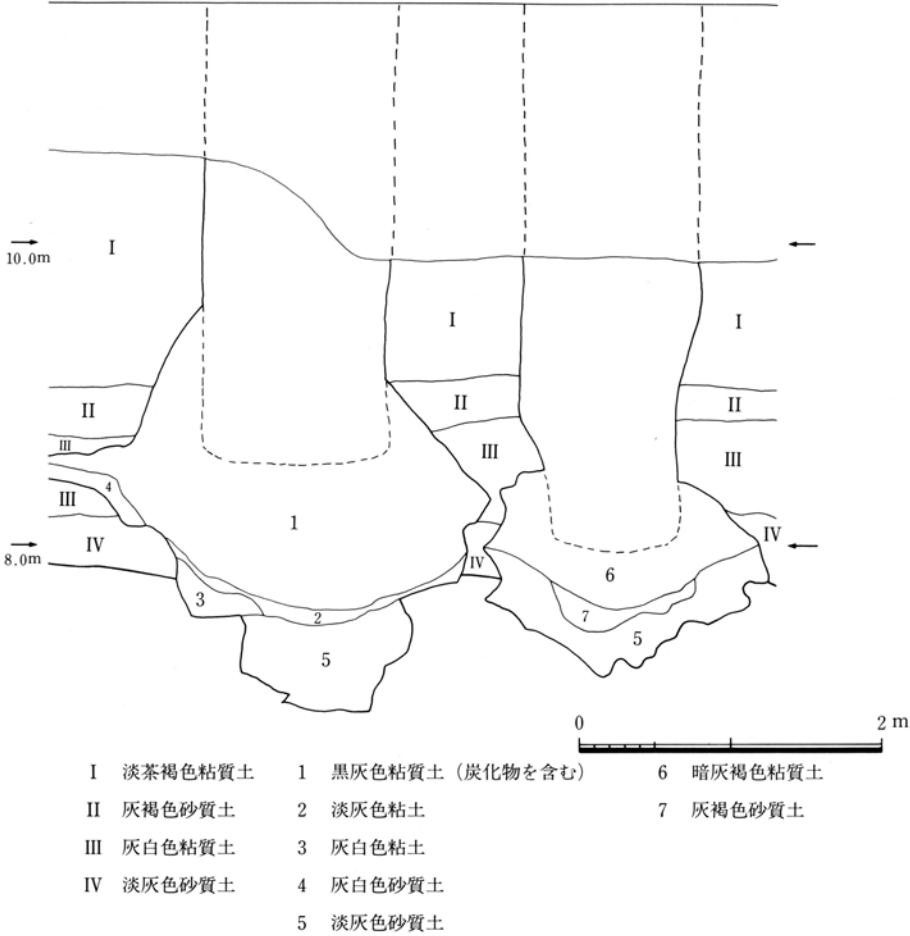 I
10.0m
I
I
II
II
II
III
III
III
4
III
1
IV
IV
8.0m
IV
6
3
2
7
5
5
0 2 m
I 淡茶褐色粘質土 1 黒灰色粘質土（炭化物を含む） 6 暗灰褐色粘質土
II 灰褐色砂質土 2 淡灰色粘土 7 灰褐色砂質土
III 灰白色粘質土 3 灰白色粘土
IV 淡灰色砂質土 4 灰白色砂質土
5 淡灰色砂質土